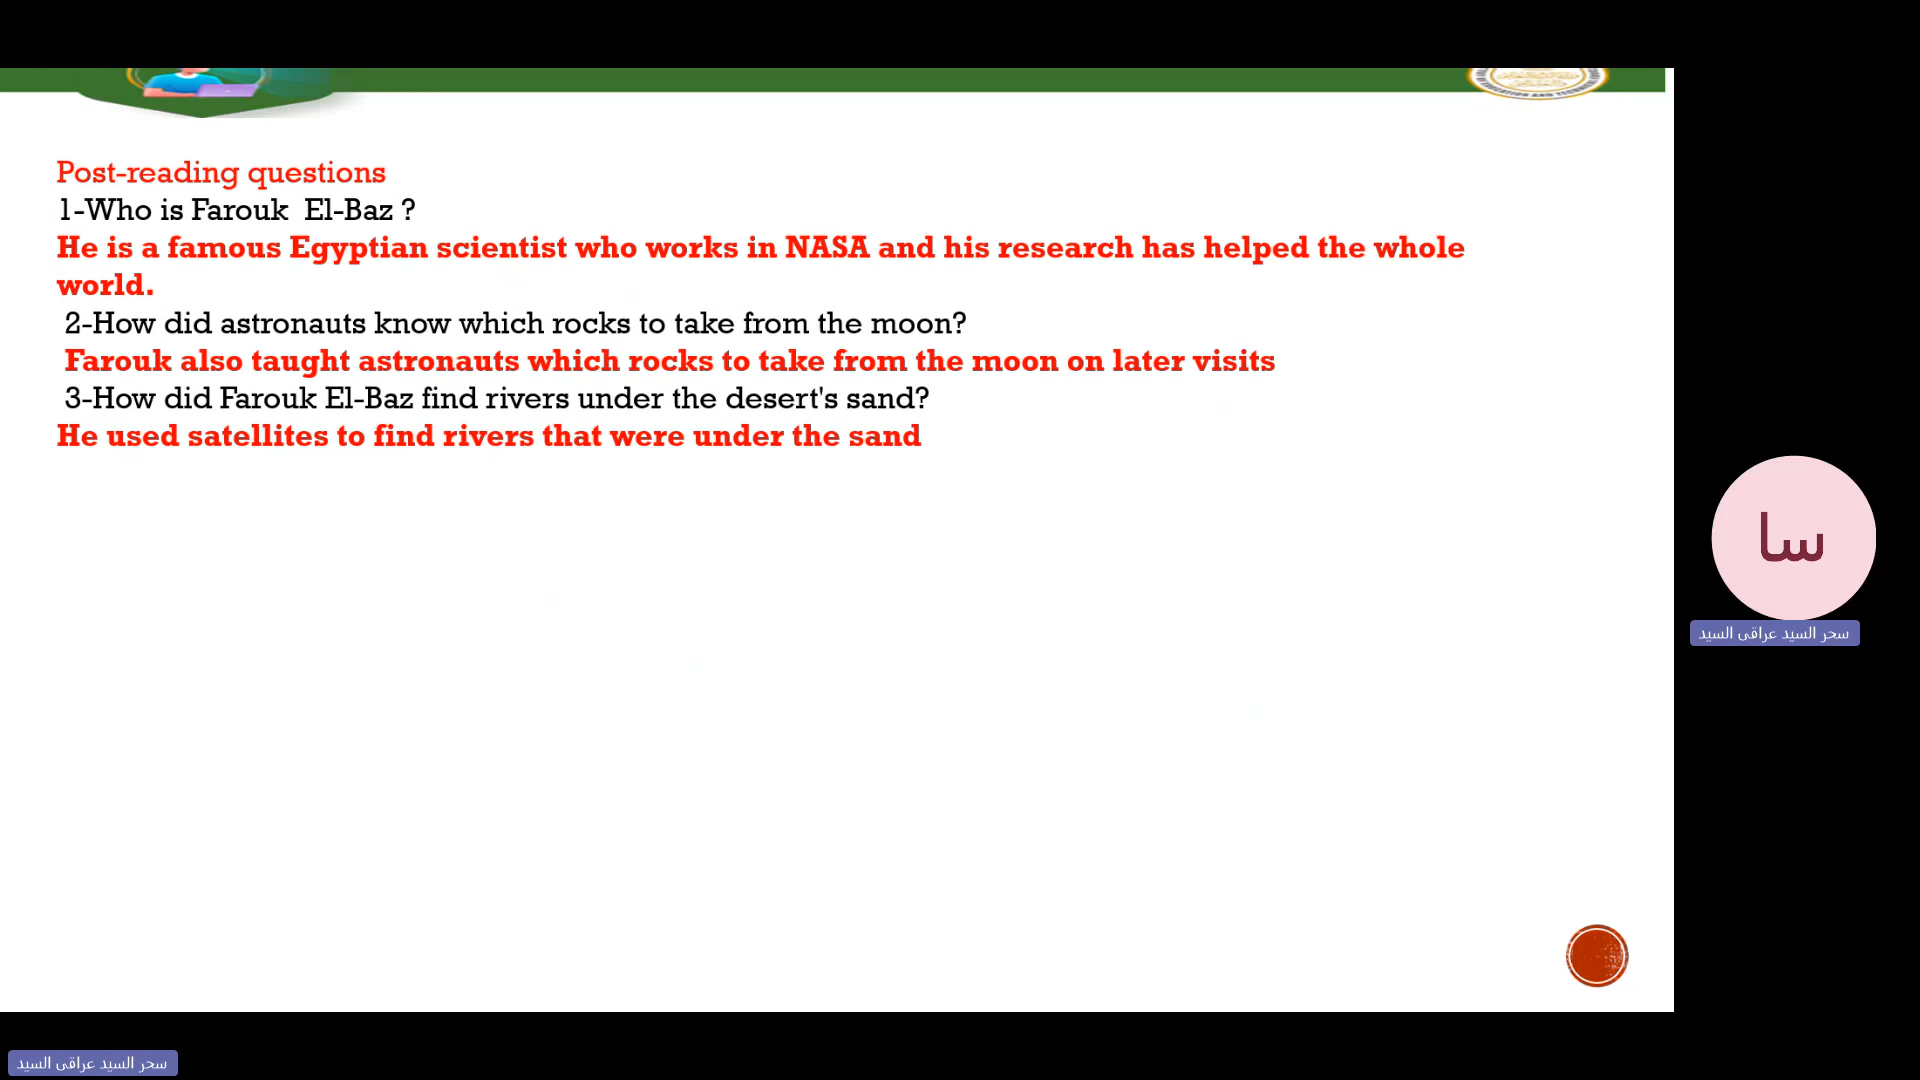 Post-reading questions
1-Who is Farouk El-Baz ?
He is a famous Egyptian scientist who works in NASA and his research has helped the whole
world.
2-How did astronauts know which rocks to take from the moon?
Farouk also taught astronauts which rocks to take from the moon on later visits
3-How did Farouk El-Baz find rivers under the desert's sand?
He used satellites to find rivers that were under the sand
سا
سحر السيد عراقى السيد
سحر السيد عراقى السيد